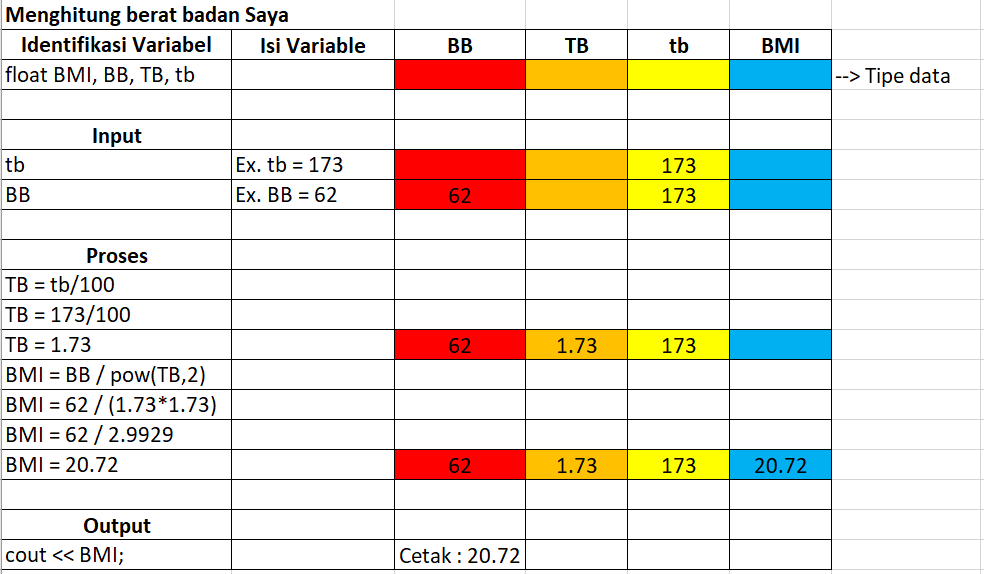 Menghitung berat badan Saya
Identifikasi Variabel Isi Variable BB TB tb BMI
float BMI, BB, TB, tb --> Tipe data
Input
tb Ex. tb = 173 173
BB Ex. BB = 62 62 173
Proses
TB = tb/100
TB = 173/100
TB = 1.73 62 1.73 173
BMI = BB / pow(TB,2)
BMI = 62 / (1.73*1.73)
BMI = 62 / 2.9929
BMI = 20.72 62 1.73 173 20.72
Output
cout << BMI; Cetak : 20.72